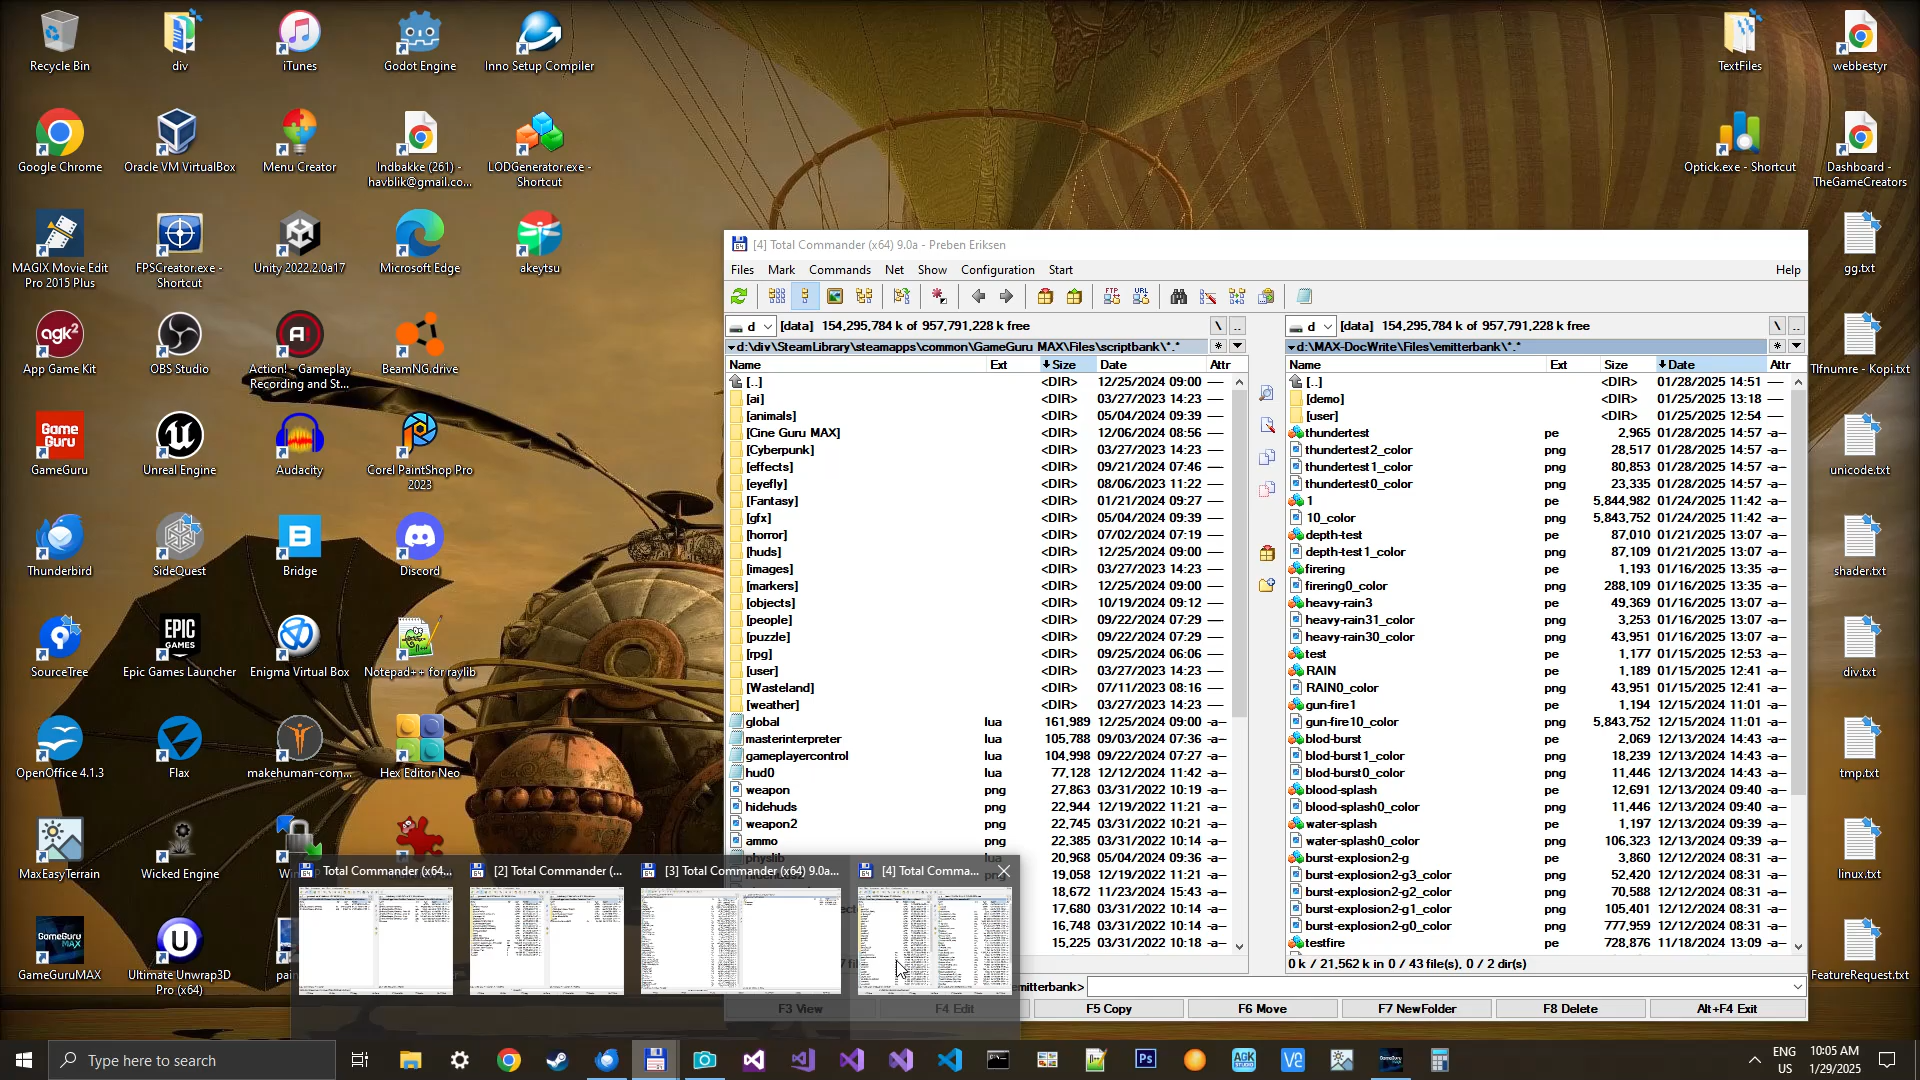 Recycle Bin
div
iTunes
Godot Engine
Inno Setup Compiler
TextFiles
webbestyr
Google Chrome
Oracle VM VirtualBox
Menu Creator
Indbakke (261) -
havblik@gmail.co...
LODGenerator.exe -
Shortcut
Optick.exe - Shortcut
Dashboard -
TheGameCreators
MAGIX Movie Edit
Pro 2015 Plus
FPSCreator.exe -
Shortcut
Unity 2022.2.0a17
Microsoft Edge
akeytsu
gg.txt
App Game Kit
OBS Studio
Action! - Gameplay
Recording and St...
BeamNG.drive
Tlfnumre - Kopi.txt
GameGuru
Unreal Engine
Audacity
Corel PaintShop Pro
2023
unicode.txt
Thunderbird
SideQuest
Bridge
Discord
shader.txt
SourceTree
Epic Games Launcher
Enigma Virtual Box
Notepad++ for raylib
div.txt
OpenOffice 4.1.3
Flax
makehuman-com...
Hex Editor Neo
tmp.txt
MaxEasyTerrain
Wicked Engine
linux.txt
GameGuruMAX
Ultimate Unwrap3D
Pro (x64)
FeatureRequest.txt
[4] Total Commander (x64) 9.0a - Preben Eriksen
Files Mark Commands Net Show Configuration Start Help
d [data] 154,295,784 k of 957,791,228 k free \ ..
d:\div\SteamLibrary\steamapps\common\GameGuru MAX\Files\scriptbank\*.*
Name Ext Size Date Attr
[..] <DIR> 12/25/2024 09:00 ----
[ai] <DIR> 03/27/2023 14:23 ----
[animals] <DIR> 05/04/2024 09:39 ----
[Cine Guru MAX] <DIR> 12/06/2024 08:56 ----
[Cyberpunk] <DIR> 03/27/2023 14:23 ----
[effects] <DIR> 09/21/2024 07:46 ----
[eyefly] <DIR> 08/06/2023 11:22 ----
[Fantasy] <DIR> 01/21/2024 09:27 ----
[gfx] <DIR> 05/04/2024 09:39 ----
[horror] <DIR> 07/02/2024 07:19 ----
[huds] <DIR> 12/25/2024 09:00 ----
[images] <DIR> 03/27/2023 14:23 ----
[markers] <DIR> 12/25/2024 09:00 ----
[objects] <DIR> 10/19/2024 09:12 ----
[people] <DIR> 09/22/2024 07:29 ----
[puzzle] <DIR> 09/22/2024 07:29 ----
[rpg] <DIR> 09/25/2024 06:06 ----
[user] <DIR> 03/27/2023 14:23 ----
[Wasteland] <DIR> 07/11/2023 08:16 ----
[weather] <DIR> 03/27/2023 14:23 ----
global lua 161,989 12/25/2024 09:00 -a--
masterinterpreter lua 105,788 09/03/2024 07:36 -a--
gameplayercontrol lua 104,998 09/22/2024 07:27 -a--
hud0 lua 77,128 12/12/2024 11:42 -a--
weapon png 27,863 03/31/2022 10:19 -a--
hidehuds png 22,944 12/19/2022 11:21 -a--
weapon2 png 22,745 03/31/2022 10:21 -a--
ammo png 22,385 03/31/2022 10:14 -a--
physlib lua 20,968 05/04/2024 09:36 -a--
19,058 12/19/2022 11:21 -a--
18,672 11/23/2024 15:43 -a--
17,680 03/31/2022 10:14 -a--
16,748 03/31/2022 10:14 -a--
15,225 03/31/2022 10:18 -a--
d [data] 154,295,784 k of 957,791,228 k free \ ..
d:\MAX-DocWrite\Files\emitterbank\*.*
Name Ext Size Date Attr
[..] <DIR> 01/28/2025 14:51 ----
[demo] <DIR> 01/25/2025 13:18 ----
[user] <DIR> 01/25/2025 12:54 ----
thundertest pe 2,965 01/28/2025 14:57 -a--
thundertest2_color png 28,517 01/28/2025 14:57 -a--
thundertest1_color png 80,853 01/28/2025 14:57 -a--
thundertest0_color png 23,335 01/28/2025 14:57 -a--
1 pe 5,844,982 01/24/2025 11:42 -a--
10_color png 5,843,752 01/24/2025 11:42 -a--
depth-test pe 87,010 01/21/2025 13:07 -a--
depth-test1_color png 87,109 01/21/2025 13:07 -a--
firering pe 1,193 01/16/2025 13:35 -a--
firering0_color png 288,109 01/16/2025 13:35 -a--
heavy-rain3 pe 49,369 01/16/2025 13:07 -a--
heavy-rain31_color png 3,253 01/16/2025 13:07 -a--
heavy-rain30_color png 43,951 01/16/2025 13:07 -a--
test pe 1,177 01/15/2025 12:53 -a--
RAIN pe 1,189 01/15/2025 12:41 -a--
RAIN0_color png 43,951 01/15/2025 12:41 -a--
gun-fire1 pe 1,194 12/15/2024 11:01 -a--
gun-fire10_color png 5,843,752 12/15/2024 11:01 -a--
blod-burst pe 2,069 12/13/2024 14:43 -a--
blod-burst1_color png 18,239 12/13/2024 14:43 -a--
blod-burst0_color png 11,446 12/13/2024 14:43 -a--
blood-splash pe 12,691 12/13/2024 09:40 -a--
blood-splash0_color png 11,446 12/13/2024 09:40 -a--
water-splash pe 1,197 12/13/2024 09:39 -a--
water-splash0_color png 106,323 12/13/2024 09:39 -a--
burst-explosion2-g pe 3,860 12/12/2024 08:31 -a--
burst-explosion2-g3_color png 52,420 12/12/2024 08:31 -a--
burst-explosion2-g2_color png 70,588 12/12/2024 08:31 -a--
burst-explosion2-g1_color png 105,401 12/12/2024 08:31 -a--
burst-explosion2-g0_color png 777,959 12/12/2024 08:31 -a--
testfire pe 728,876 11/18/2024 13:09 -a--
0 k / 21,562 k in 0 / 43 file(s), 0 / 2 dir(s)
emitterbank>
F3 View F4 Edit F5 Copy F6 Move F7 NewFolder F8 Delete Alt+F4 Exit
Total Commander (x64...
[2] Total Commander (...
[3] Total Commander (x64) 9.0a...
[4] Total Comma...
Type here to search
ENG
US
10:05 AM
1/29/2025